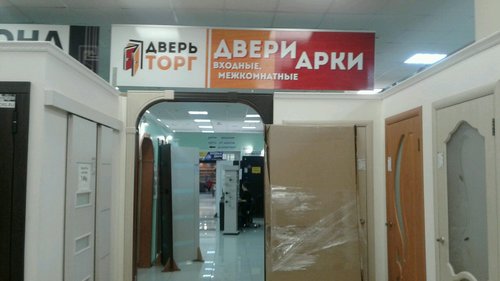 ОНА
ДВЕРЬ
ТОРГ
ДВЕРИ
ВХОДНЫЕ,
МЕЖКОМНАТНЫЕ
АРКИ